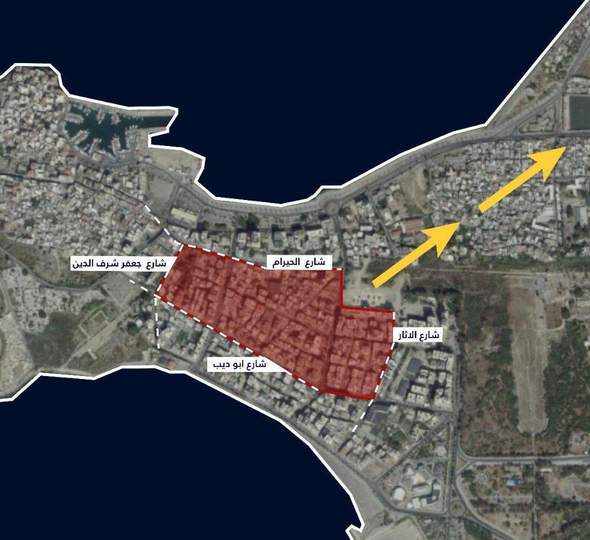 شارع الحيرام
شارع جعفر شرف الدين
شارع الاثار
شارع ابو ديب